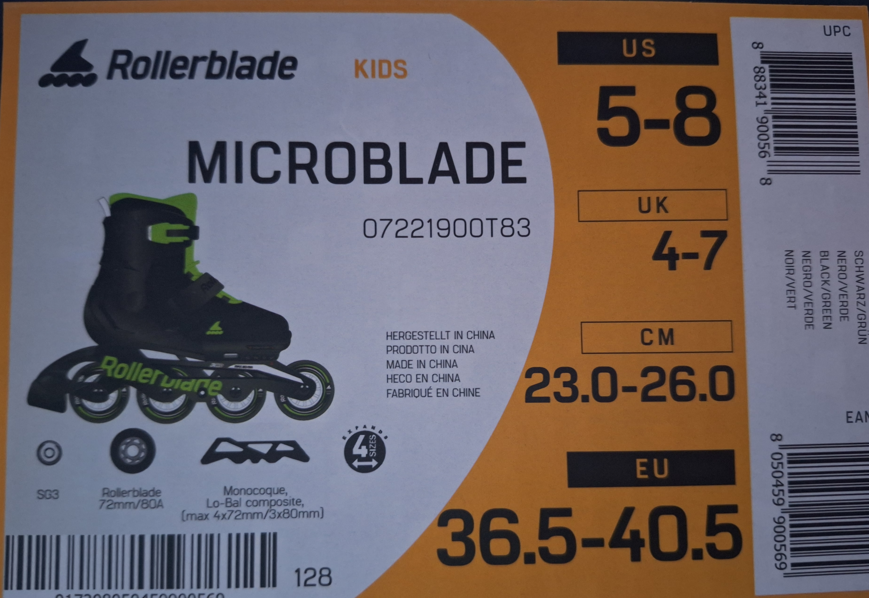 Rollerblade KIDS
MICROBLADE
07221900T83
Rollerblade
HERGESTELLT IN CHINA
PRODOTTO IN CINA
MADE IN CHINA
HECO EN CHINA
FABRIQUÉ EN CHINE
EXPANDS
4 SIZES
SG3
Rollerblade
72mm/80A
Monocoque,
Lo-Bal composite,
(max 4x72mm/3x80mm)
128
US
5-8
UK
4-7
CM
23.0-26.0
EU
36.5-40.5
UPC
8 88341 90056 8
SCHWARZ/GRÜN
NERO/VERDE
BLACK/GREEN
NEGRO/VERDE
NOIR/VERT
EAN
8 050459 900569